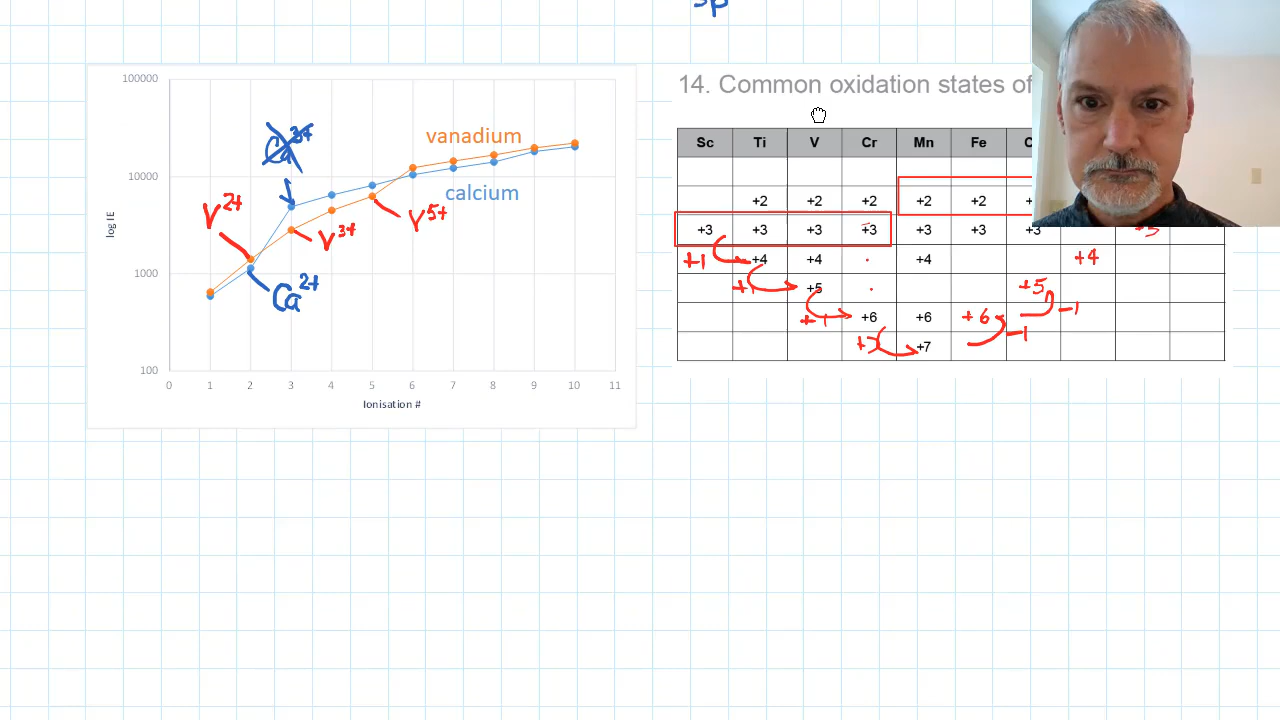 3p
100000
10000
1000
100
0 1 2 3 4 5 6 7 8 9 10 11
log IE
Ionisation #
vanadium
calcium
Ca3+
V2+
V3+
V5+
Ca2+
14. Common oxidation states of
Sc Ti V Cr Mn Fe C
+2 +2 +2 +2 +2 +
+3 +3 +3 +3 +3 +3 +3 +3
+1 +4 +4 +4 +4
+1 +5 +5
+1 +6 +6 +6 -1
+7 -1